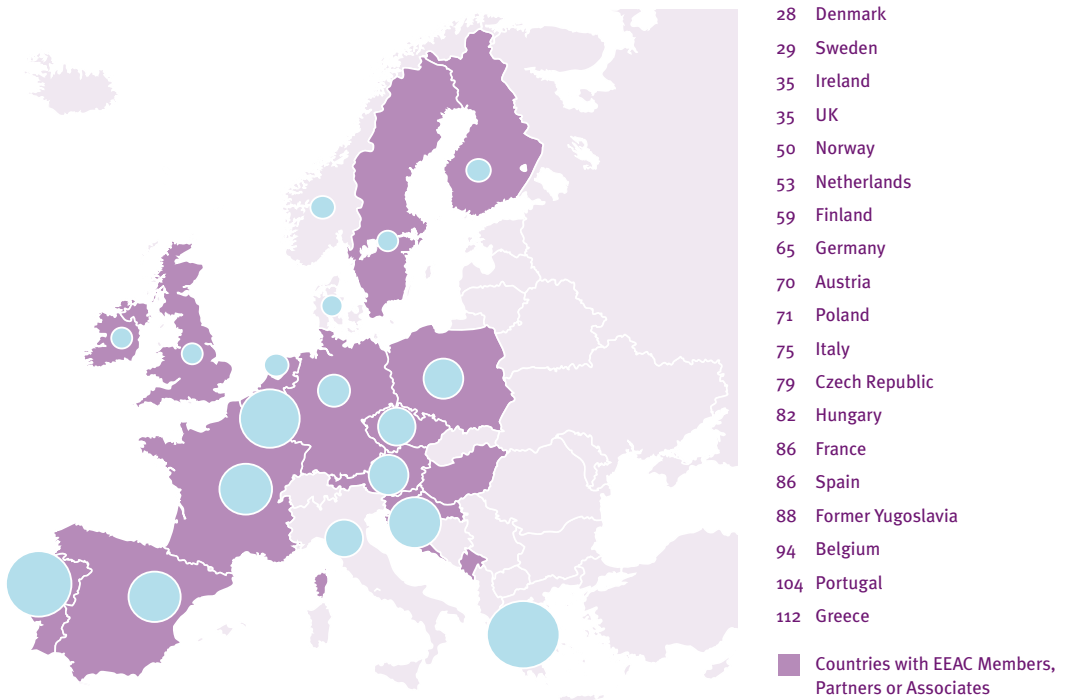 28 Denmark
29 Sweden
35 Ireland
35 UK
50 Norway
53 Netherlands
59 Finland
65 Germany
70 Austria
71 Poland
75 Italy
79 Czech Republic
82 Hungary
86 France
86 Spain
88 Former Yugoslavia
94 Belgium
104 Portugal
112 Greece
Countries with EEAC Members,
Partners or Associates